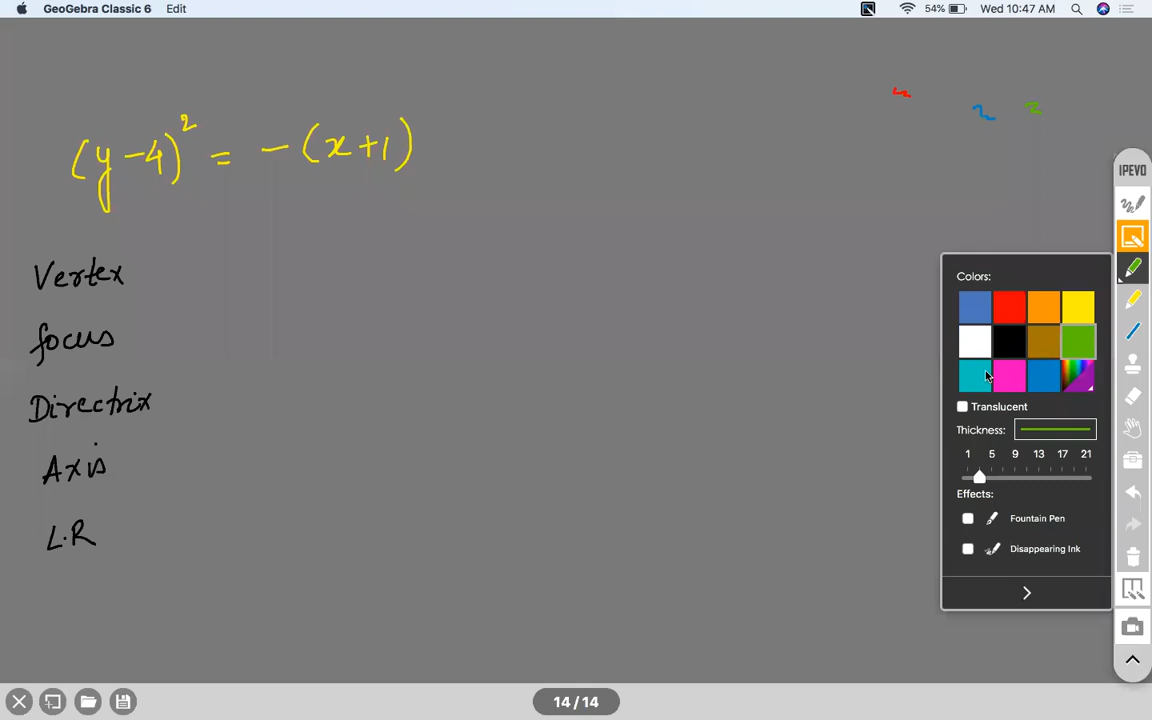 GeoGebra Classic 6 Edit 54% Wed 10:47 AM
(y-4)² = -(x+1)
IPEVO
Vertex
focus
Directrix
Axis
L.R
Colors:
Translucent
Thickness:
1 5 9 13 17 21
Effects:
Fountain Pen
Disappearing Ink
14 / 14